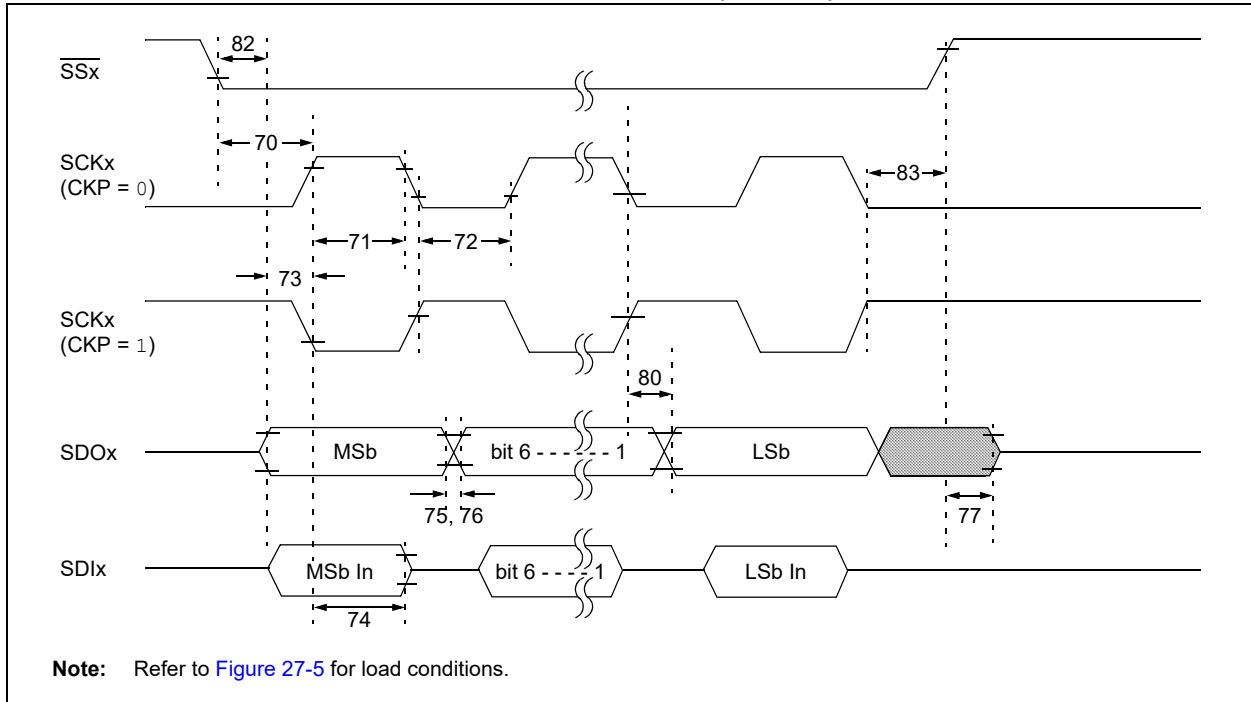 82
SSx
70
SCKx
(CKP = 0)
83
71
72
73
SCKx
(CKP = 1)
80
SDOx
MSb
bit 6 - - - - - - 1
LSb
75, 76
77
SDIx
MSb In
bit 6 - - - - 1
LSb In
74
Note: Refer to Figure 27-5 for load conditions.